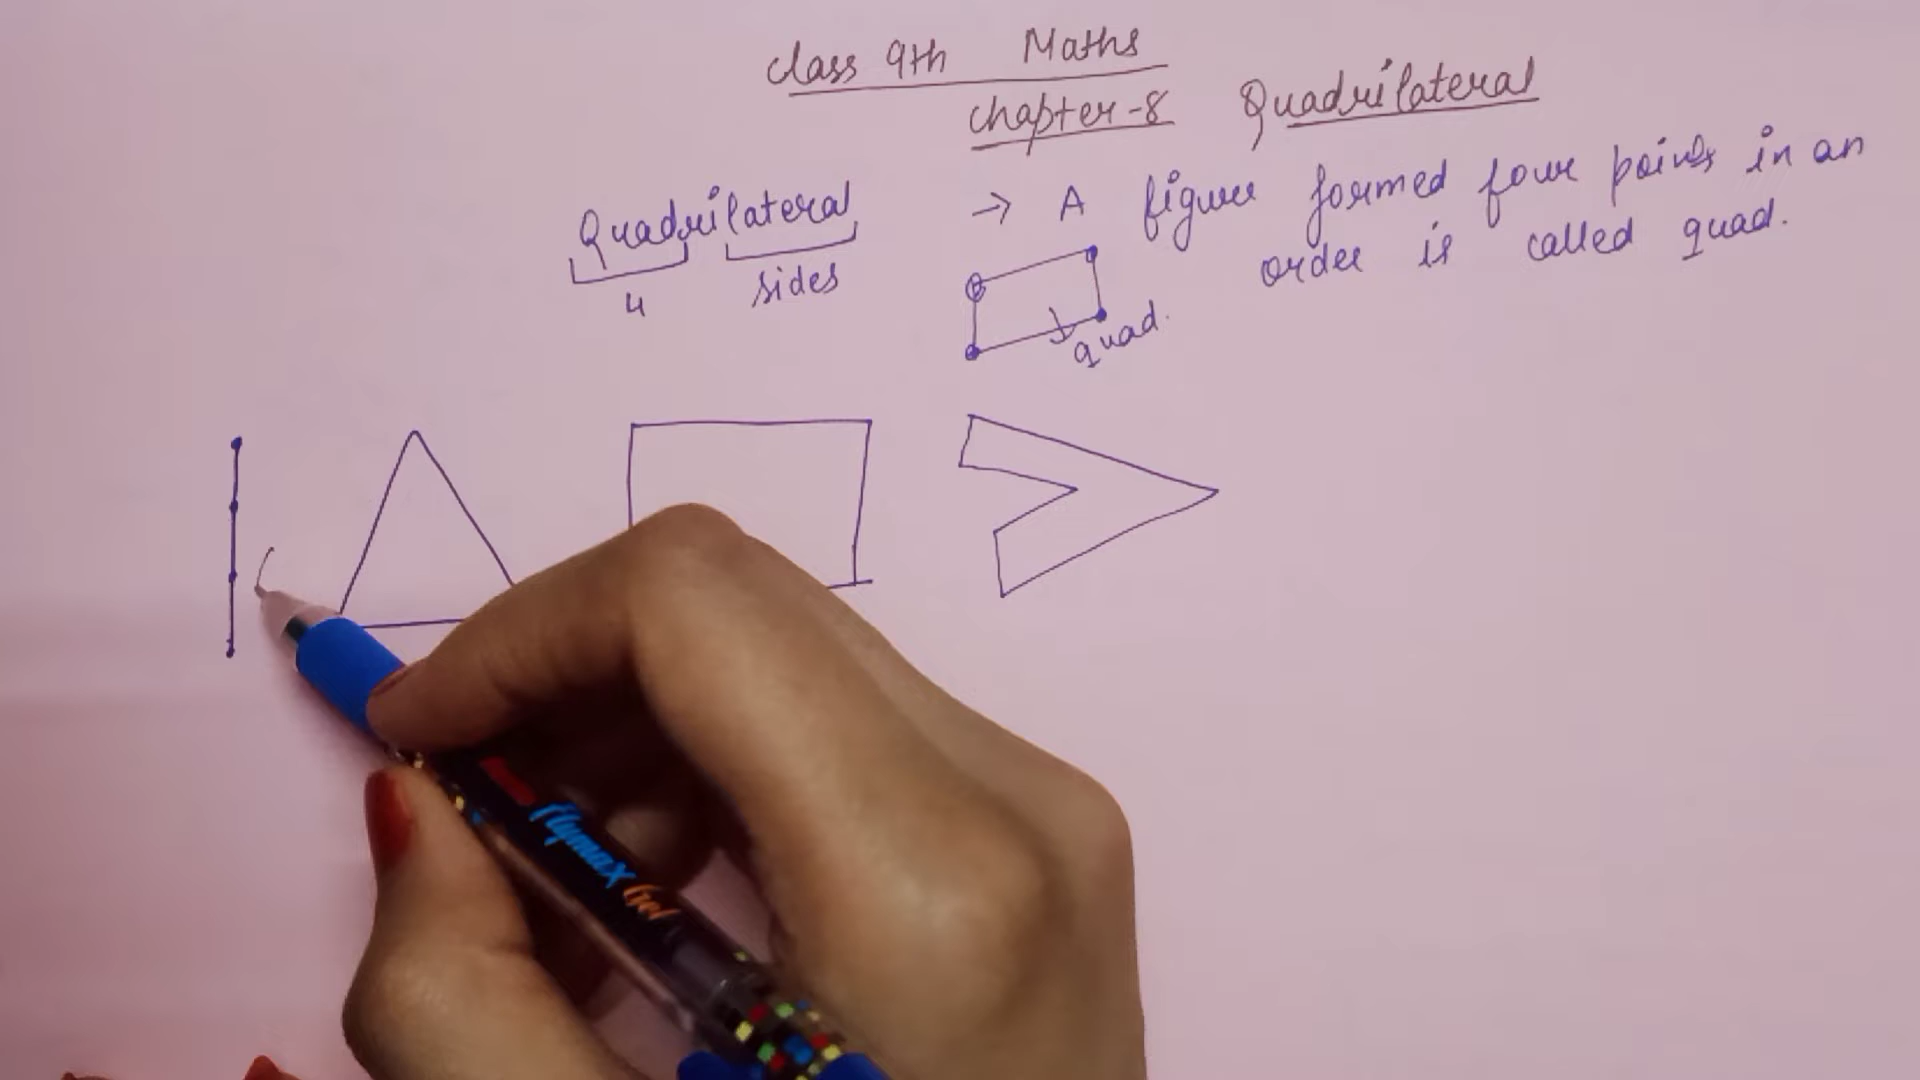 class 9th Maths
chapter-8 Quadrilateral
Quadrilateral → A figure formed four points in an
order is called quad.
4 sides
quad.
flymax Gel